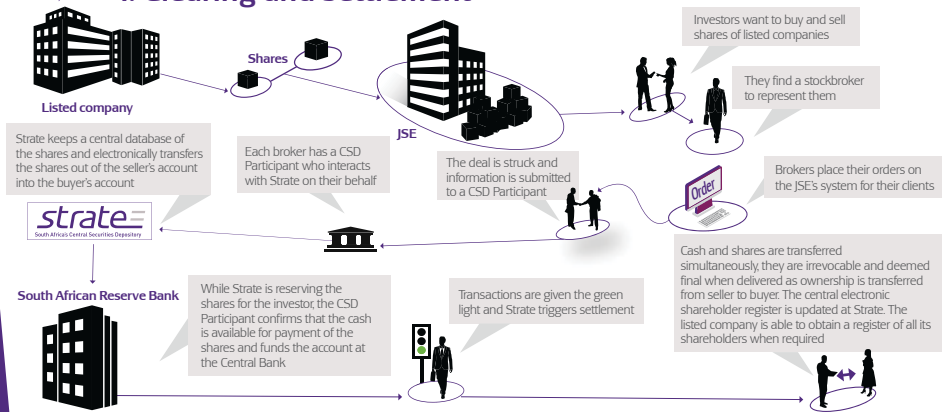 Clearing and Settlement
Investors want to buy and sell
shares of listed companies
Shares
They find a stockbroker
to represent them
Listed company
JSE
Strate keeps a central database of
the shares and electronically transfers
the shares out of the seller's account
into the buyer's account
Each broker has a CSD
Participant who interacts
with Strate on their behalf
The deal is struck and
information is submitted
to a CSD Participant
Order
Brokers place their orders on
the JSE's system for their clients
strate
South Africa's Central Securities Depository
Cash and shares are transferred
simultaneously, they are irrevocable and deemed
final when delivered as ownership is transferred
from seller to buyer. The central electronic
shareholder register is updated at Strate. The
listed company is able to obtain a register of all its
shareholders when required
South African Reserve Bank
While Strate is reserving the
shares for the investor, the CSD
Participant confirms that the cash
is available for payment of the
shares and funds the account at
the Central Bank
Transactions are given the green
light and Strate triggers settlement